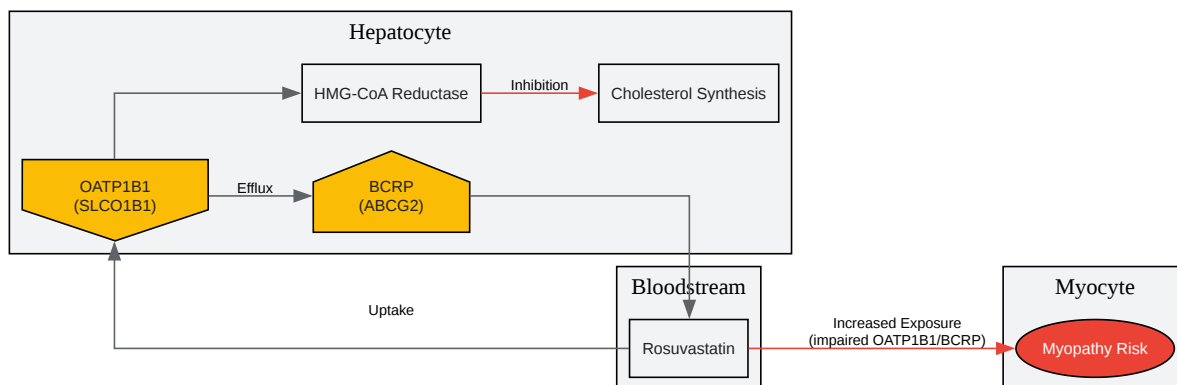 Hepatocyte
HMG-CoA Reductase
Inhibition
Cholesterol Synthesis
OATP1B1
(SLCO1B1)
Efflux
BCRP
(ABCG2)
Bloodstream
Myocyte
Uptake
Rosuvastatin
Increased Exposure
(impaired OATP1B1/BCRP)
Myopathy Risk